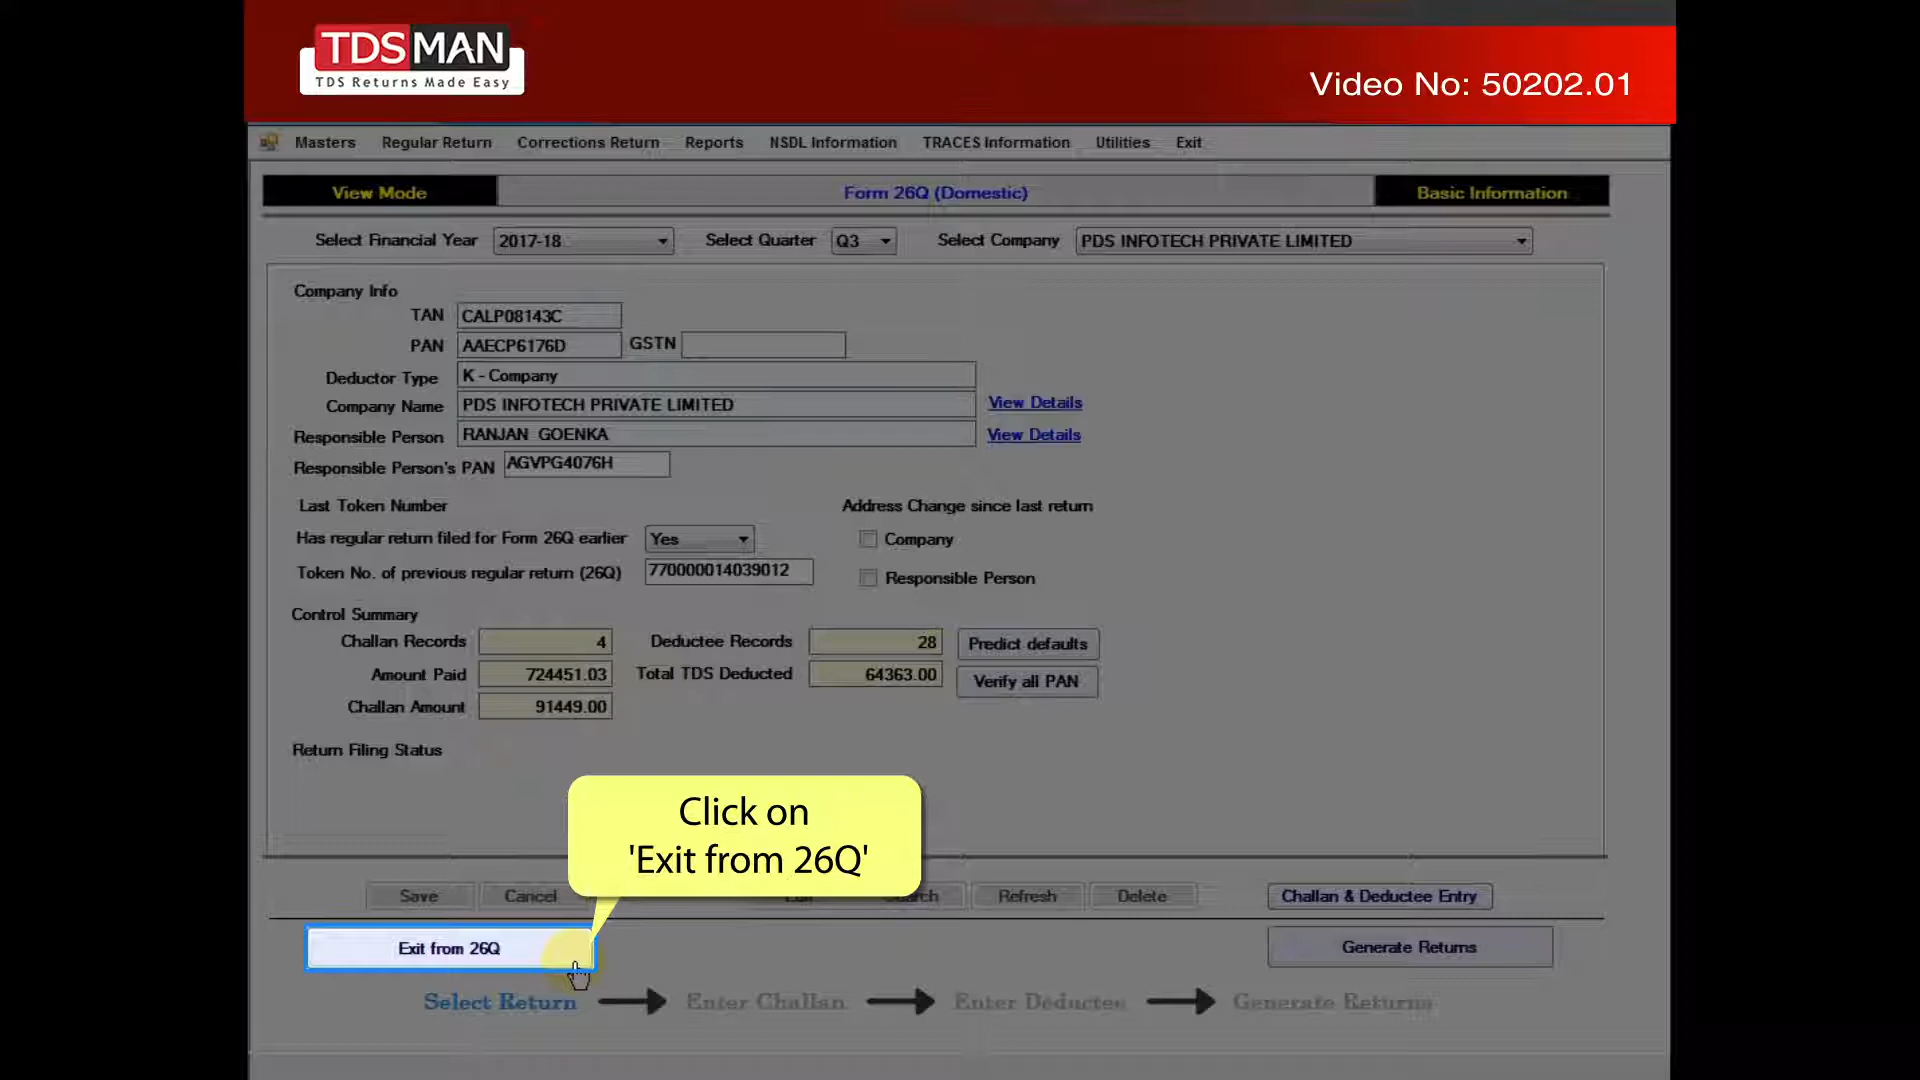 TDSMAN
TDS Returns Made Easy
Video No: 50202.01
Masters Regular Return Corrections Return Reports NSDL Information TRACES Information Utilities Exit
View Mode Form 26Q (Domestic) Basic Information
Select Financial Year 2017-18 Select Quarter Q3 Select Company PDS INFOTECH PRIVATE LIMITED
Company Info
TAN CALP08143C
PAN AAECP6176D GSTN
Deductor Type K - Company
Company Name PDS INFOTECH PRIVATE LIMITED View Details
Responsible Person RANJAN GOENKA View Details
Responsible Person's PAN AGVPG4076H
Last Token Number Address Change since last return
Has regular return filed for Form 26Q earlier Yes Company
Token No. of previous regular return (26Q) 770000014039012 Responsible Person
Control Summary
Challan Records 4 Deductee Records 28 Predict defaults
Amount Paid 724451.03 Total TDS Deducted 64363.00 Verify all PAN
Challan Amount 91449.00
Return Filing Status
Click on
'Exit from 26Q'
Save Cancel Refresh Delete Challan & Deductee Entry
Exit from 26Q Generate Returns
Select Return Enter Challan Enter Deductee Generate Returns